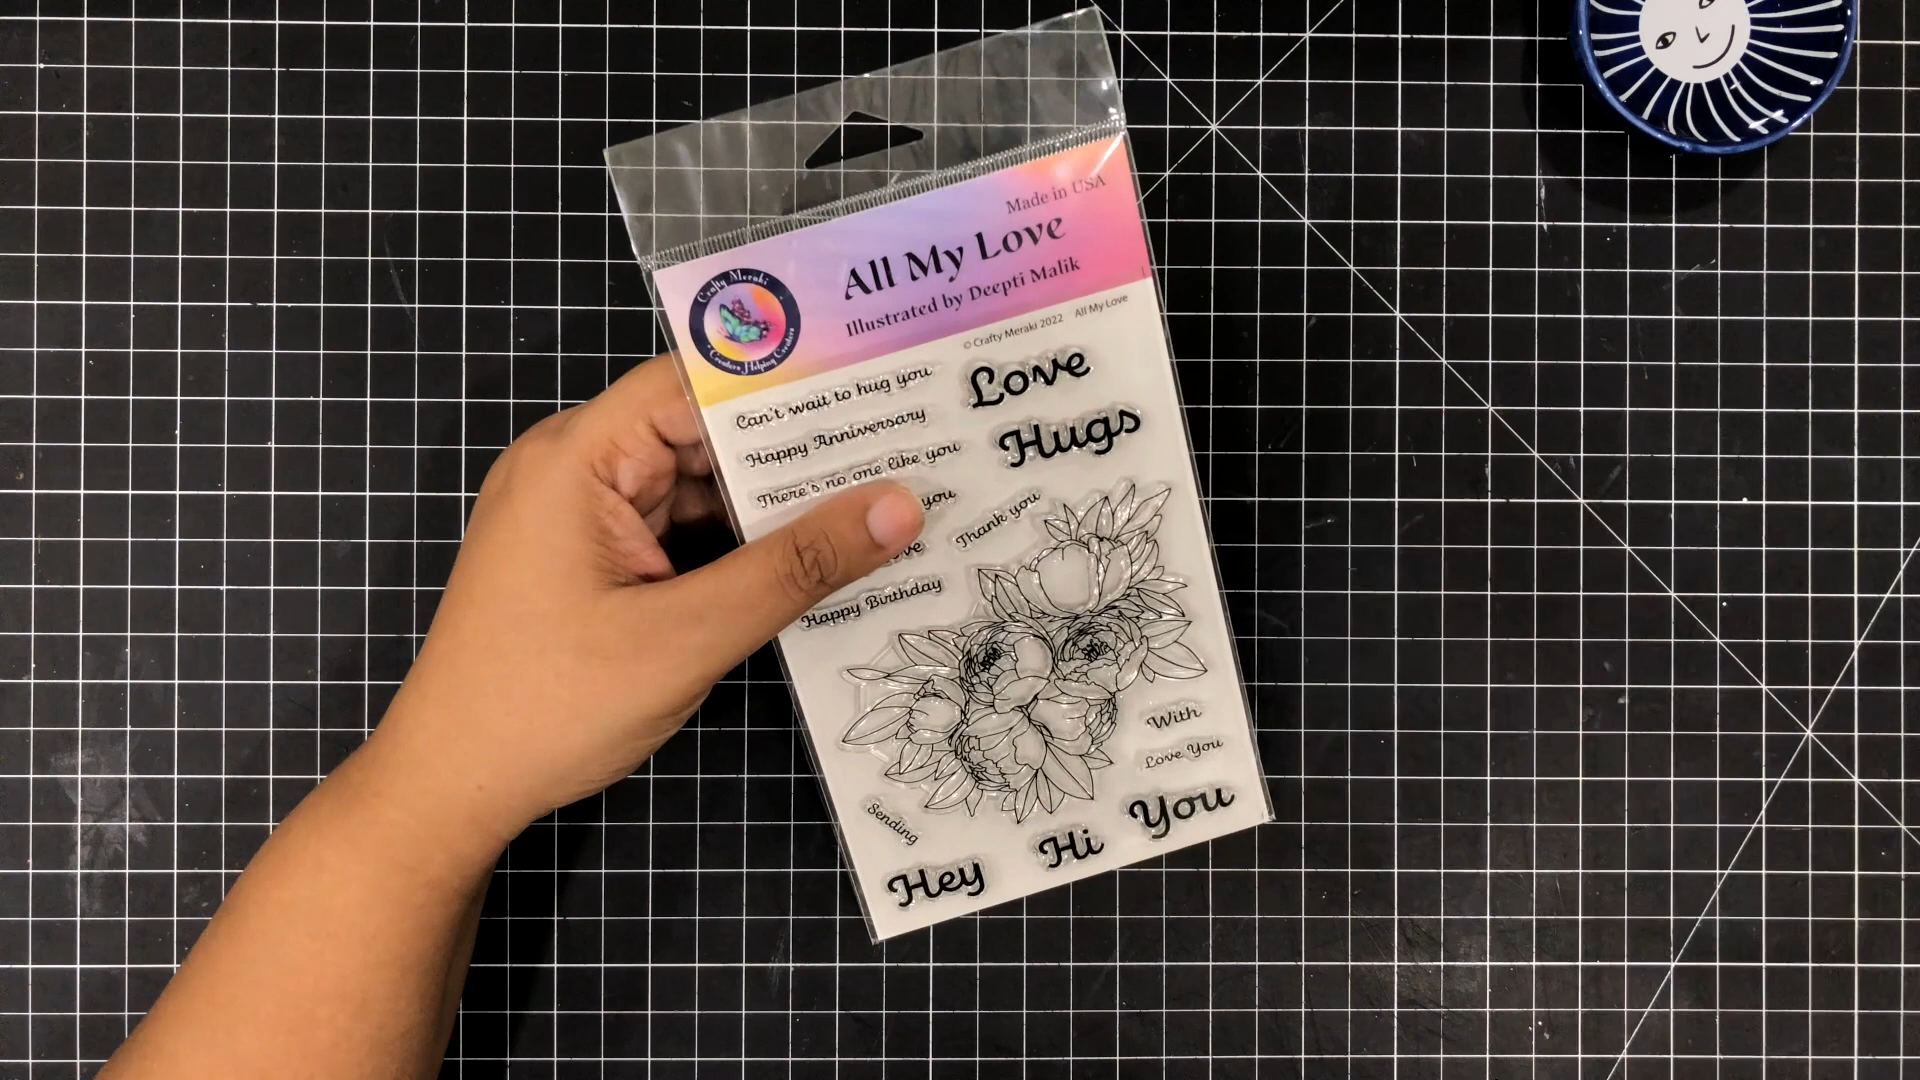 Made in USA
All My Love
Illustrated by Deepti Malik
Crafty Meraki
Creators Helping Creators
© Crafty Meraki 2022 All My Love
Can't wait to hug you
Happy Anniversary
There's no one like you
you
Happy Birthday
Love
Hugs
Thank you
With
Love You
Sending
Hey
Hi
You